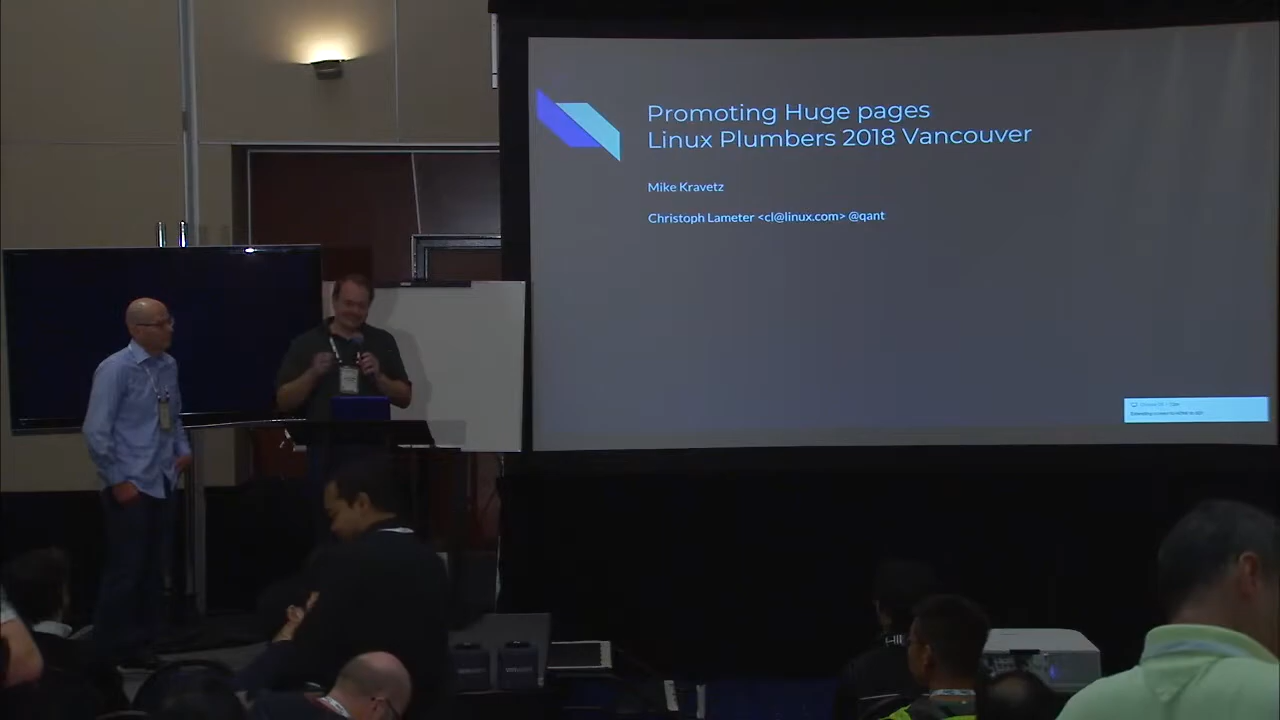 Promoting Huge pages
Linux Plumbers 2018 Vancouver
Mike Kravetz
Christoph Lameter <cl@linux.com> @qant